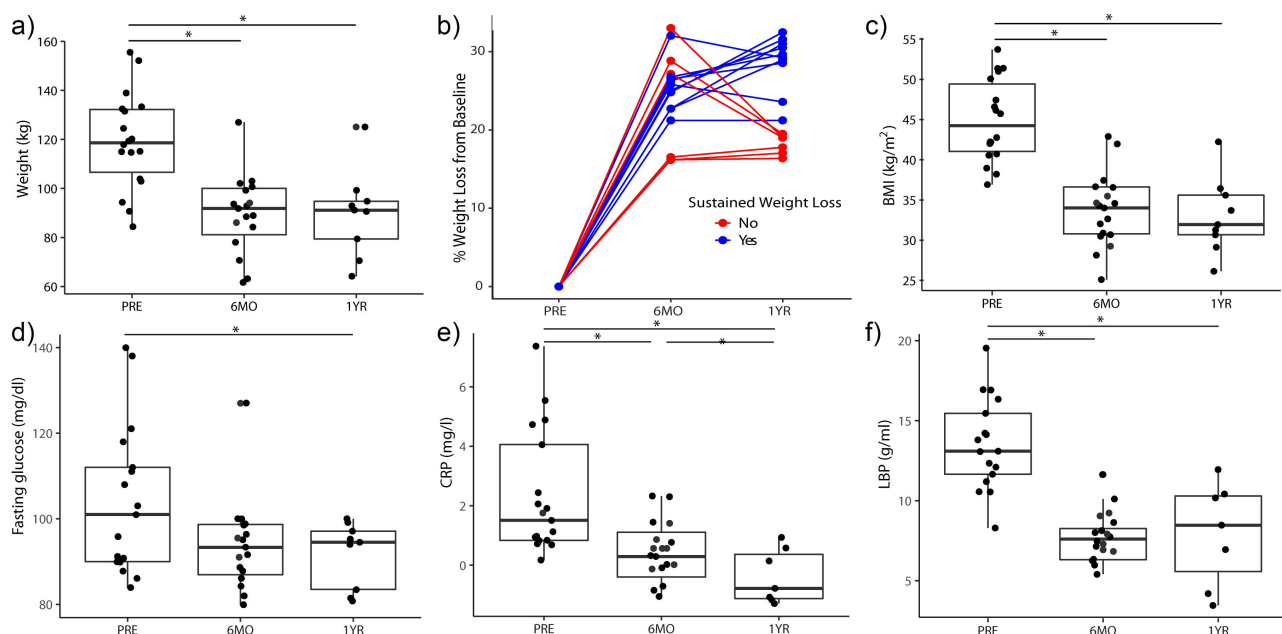 a)
*
*
Weight (kg)
160
140
120
100
80
60
PRE
6MO
1YR
b)
% Weight Loss from Baseline
30
20
10
0
Sustained Weight Loss
No
Yes
PRE
6MO
1YR
c)
*
*
BMI (kg/m²)
55
50
45
40
35
30
25
PRE
6MO
1YR
d)
*
Fasting glucose (mg/dl)
140
120
100
80
PRE
6MO
1YR
e)
*
*
*
CRP (mg/l)
6
4
2
0
PRE
6MO
1YR
f)
*
*
LBP (g/ml)
20
15
10
5
PRE
6MO
1YR